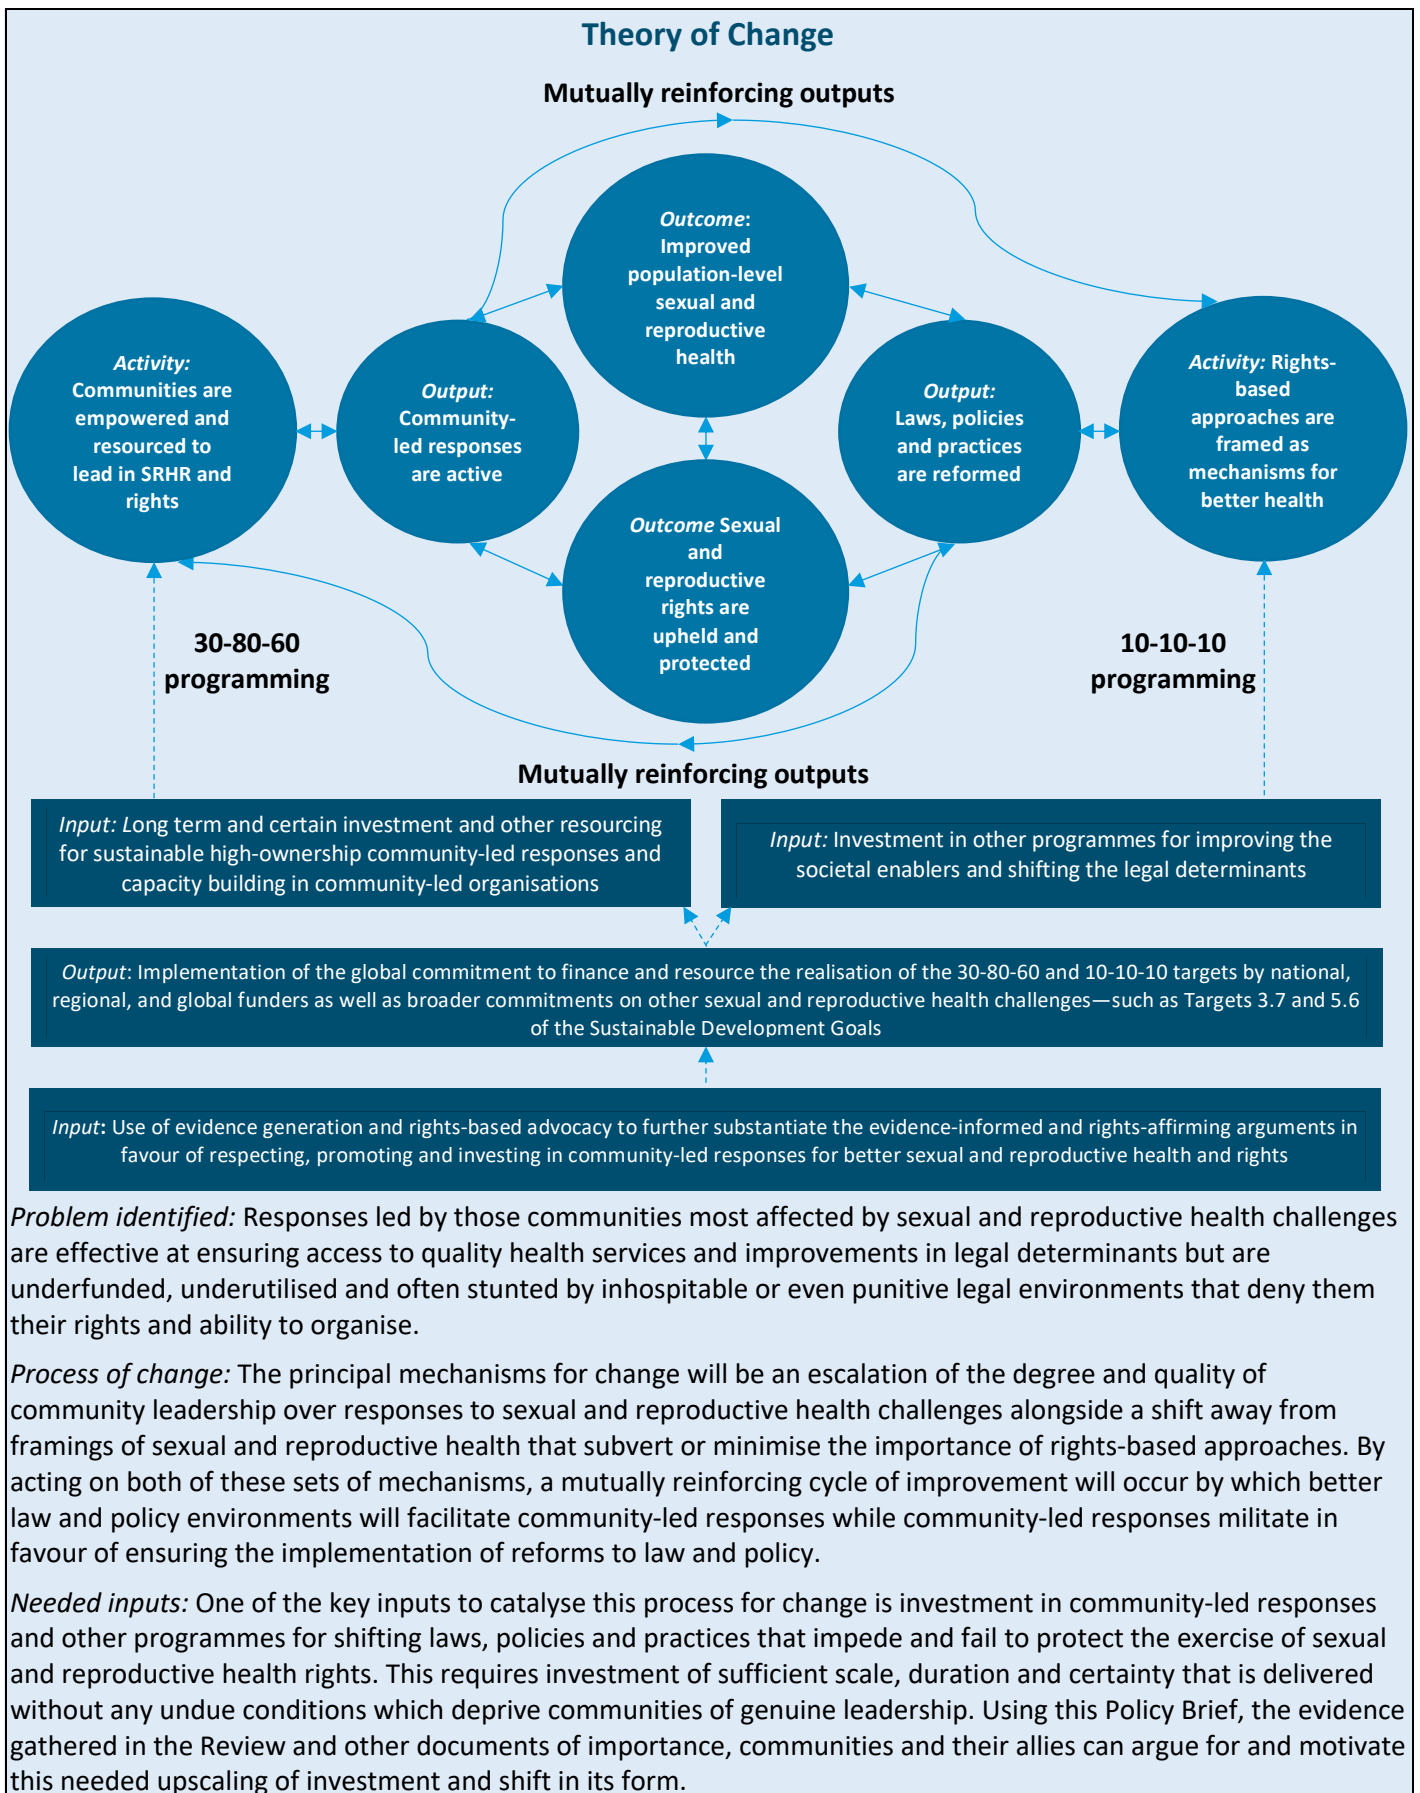 Theory of Change
Mutually reinforcing outputs
Outcome:
Improved
population-level
sexual and
reproductive
health
Activity:
Communities are
empowered and
resourced to
lead in SRHR and
rights
Output:
Community-
led responses
are active
Output:
Laws, policies
and practices
are reformed
Activity: Rights-
based
approaches are
framed as
mechanisms for
better health
Outcome Sexual
and
reproductive
rights are
upheld and
protected
30-80-60
programming
10-10-10
programming
Mutually reinforcing outputs
Input: Long term and certain investment and other resourcing
for sustainable high-ownership community-led responses and
capacity building in community-led organisations
Input: Investment in other programmes for improving the
societal enablers and shifting the legal determinants
Output: Implementation of the global commitment to finance and resource the realisation of the 30-80-60 and 10-10-10 targets by national,
regional, and global funders as well as broader commitments on other sexual and reproductive health challenges—such as Targets 3.7 and 5.6
of the Sustainable Development Goals
Input: Use of evidence generation and rights-based advocacy to further substantiate the evidence-informed and rights-affirming arguments in
favour of respecting, promoting and investing in community-led responses for better sexual and reproductive health and rights
Problem identified: Responses led by those communities most affected by sexual and reproductive health challenges
are effective at ensuring access to quality health services and improvements in legal determinants but are
underfunded, underutilised and often stunted by inhospitable or even punitive legal environments that deny them
their rights and ability to organise.
Process of change: The principal mechanisms for change will be an escalation of the degree and quality of
community leadership over responses to sexual and reproductive health challenges alongside a shift away from
framings of sexual and reproductive health that subvert or minimise the importance of rights-based approaches. By
acting on both of these sets of mechanisms, a mutually reinforcing cycle of improvement will occur by which better
law and policy environments will facilitate community-led responses while community-led responses militate in
favour of ensuring the implementation of reforms to law and policy.
Needed inputs: One of the key inputs to catalyse this process for change is investment in community-led responses
and other programmes for shifting laws, policies and practices that impede and fail to protect the exercise of sexual
and reproductive health rights. This requires investment of sufficient scale, duration and certainty that is delivered
without any undue conditions which deprive communities of genuine leadership. Using this Policy Brief, the evidence
gathered in the Review and other documents of importance, communities and their allies can argue for and motivate
this needed upscaling of investment and shift in its form.